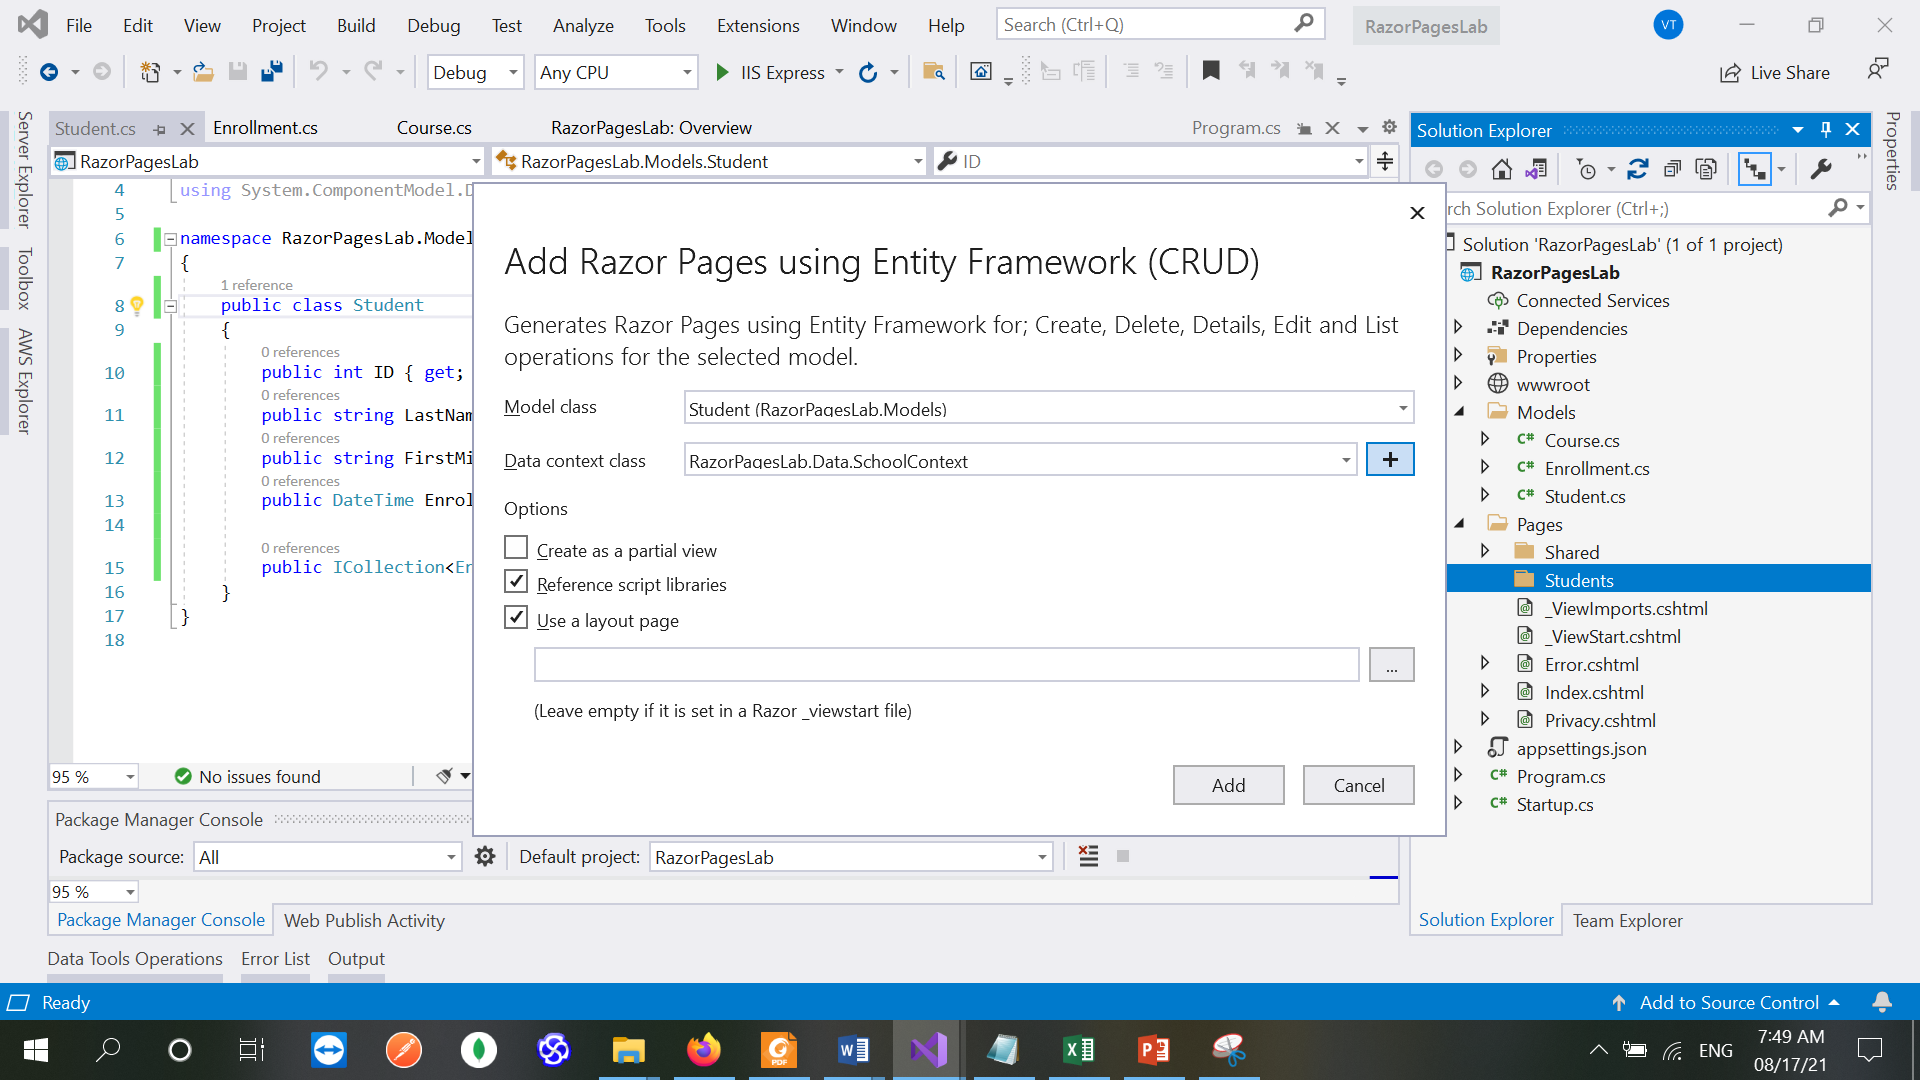 File Edit View Project Build Debug Test Analyze Tools Extensions Window Help Search (Ctrl+Q) RazorPagesLab VT
Debug Any CPU IIS Express Live Share
Server Explorer
Toolbox
AWS Explorer
Student.cs Enrollment.cs Course.cs RazorPagesLab: Overview Program.cs
RazorPagesLab RazorPagesLab.Models.Student ID
4 using System.ComponentModel.D
5
6 namespace RazorPagesLab.Model
7 {
1 reference
8 public class Student
9 {
0 references
10 public int ID { get;
0 references
11 public string LastNam
0 references
12 public string FirstMi
0 references
13 public DateTime Enrol
14
0 references
15 public ICollection<En
16 }
17 }
18
95 % No issues found
Add Razor Pages using Entity Framework (CRUD)
Generates Razor Pages using Entity Framework for; Create, Delete, Details, Edit and List
operations for the selected model.
Model class Student (RazorPagesLab.Models)
Data context class RazorPagesLab.Data.SchoolContext +
Options
Create as a partial view
Reference script libraries
Use a layout page
...
(Leave empty if it is set in a Razor _viewstart file)
Add Cancel
Package Manager Console
Package source: All Default project: RazorPagesLab
95 %
Package Manager Console Web Publish Activity
Data Tools Operations Error List Output
Solution Explorer
rch Solution Explorer (Ctrl+;)
Solution 'RazorPagesLab' (1 of 1 project)
RazorPagesLab
Connected Services
Dependencies
Properties
wwwroot
Models
C# Course.cs
C# Enrollment.cs
C# Student.cs
Pages
Shared
Students
_ViewImports.cshtml
_ViewStart.cshtml
Error.cshtml
Index.cshtml
Privacy.cshtml
appsettings.json
C# Program.cs
C# Startup.cs
Solution Explorer Team Explorer
Properties
Ready Add to Source Control
PDF
ENG 7:49 AM
08/17/21